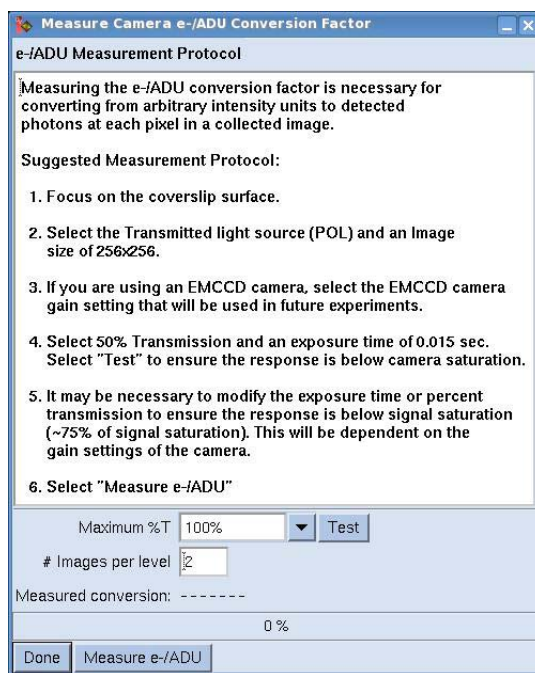 Measure Camera e-/ADU Conversion Factor
e-/ADU Measurement Protocol
Measuring the e-/ADU conversion factor is necessary for
converting from arbitrary intensity units to detected
photons at each pixel in a collected image.
Suggested Measurement Protocol:
1. Focus on the coverslip surface.
2. Select the Transmitted light source (POL) and an Image
size of 256x256.
3. If you are using an EMCCD camera, select the EMCCD camera
gain setting that will be used in future experiments.
4. Select 50% Transmission and an exposure time of 0.015 sec.
Select "Test" to ensure the response is below camera saturation.
5. It may be necessary to modify the exposure time or percent
transmission to ensure the response is below signal saturation
(~75% of signal saturation). This will be dependent on the
gain settings of the camera.
6. Select "Measure e-/ADU"
Maximum %T 100% Test
# Images per level 2
Measured conversion: -------
0 %
Done Measure e-/ADU